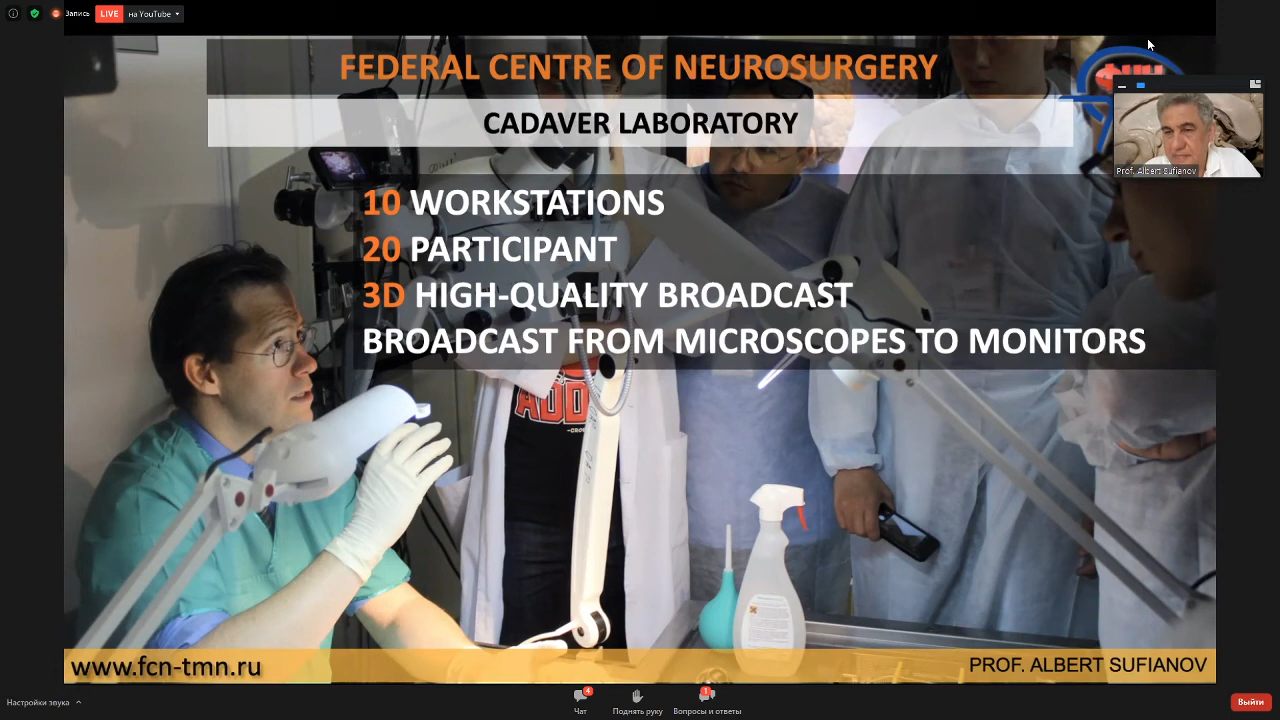 Запись
LIVE
на YouTube
FEDERAL CENTRE OF NEUROSURGERY
CADAVER LABORATORY
Prof. Albert Sufianov
10 WORKSTATIONS
20 PARTICIPANT
3D HIGH-QUALITY BROADCAST
BROADCAST FROM MICROSCOPES TO MONITORS
ADD
www.fcn-tmn.ru
PROF. ALBERT SUFIANOV
Настройки звука
4
Чат
Поднять руку
1
Вопросы и ответы
Выйти